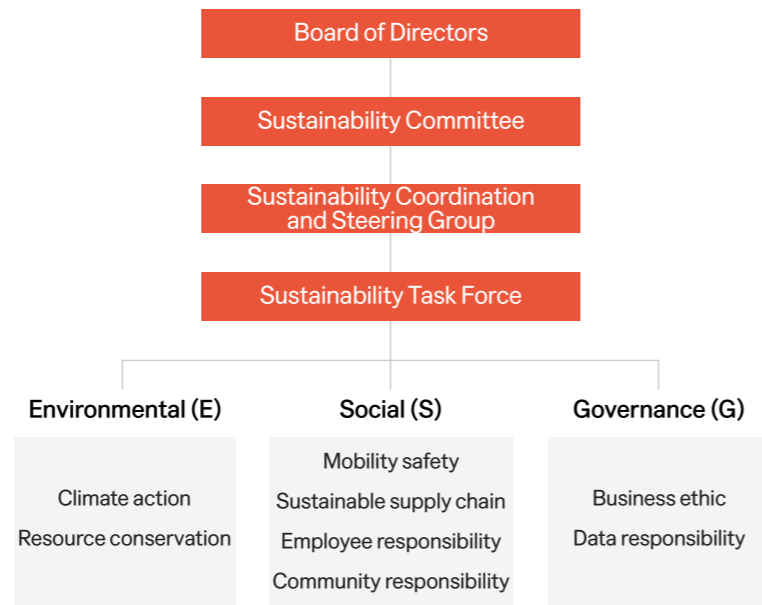 Board of Directors
Sustainability Committee
Sustainability Coordination
and Steering Group
Sustainability Task Force
Environmental (E)
Climate action
Resource conservation
Social (S)
Mobility safety
Sustainable supply chain
Employee responsibility
Community responsibility
Governance (G)
Business ethic
Data responsibility